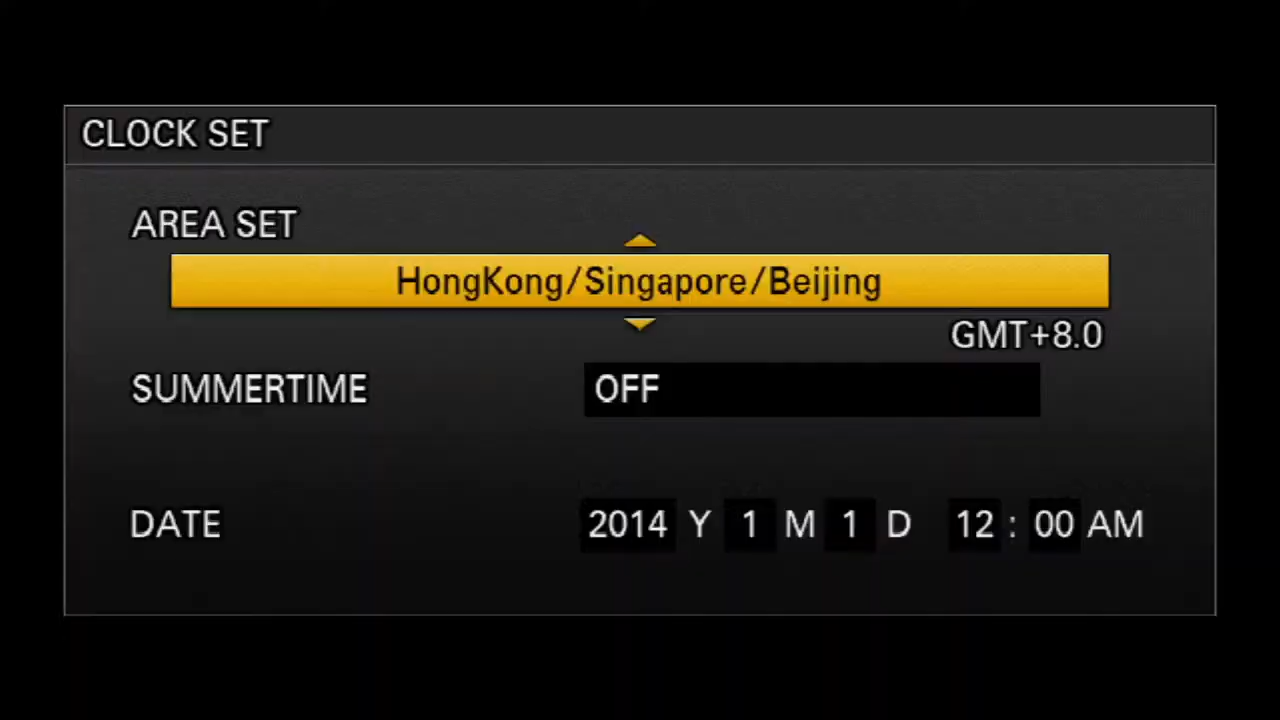 CLOCK SET
AREA SET
HongKong/Singapore/Beijing
GMT+8.0
SUMMERTIME OFF
DATE 2014 Y 1 M 1 D 12 : 00 AM